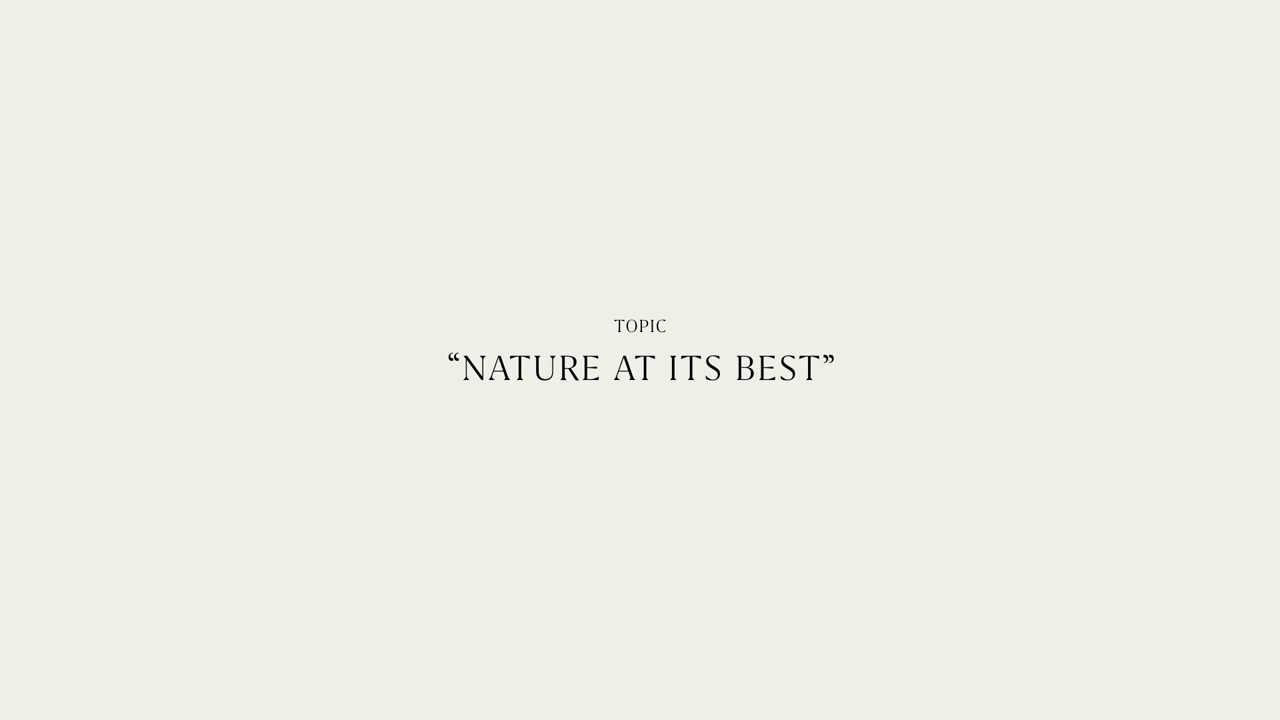 TOPIC
“NATURE AT ITS BEST”